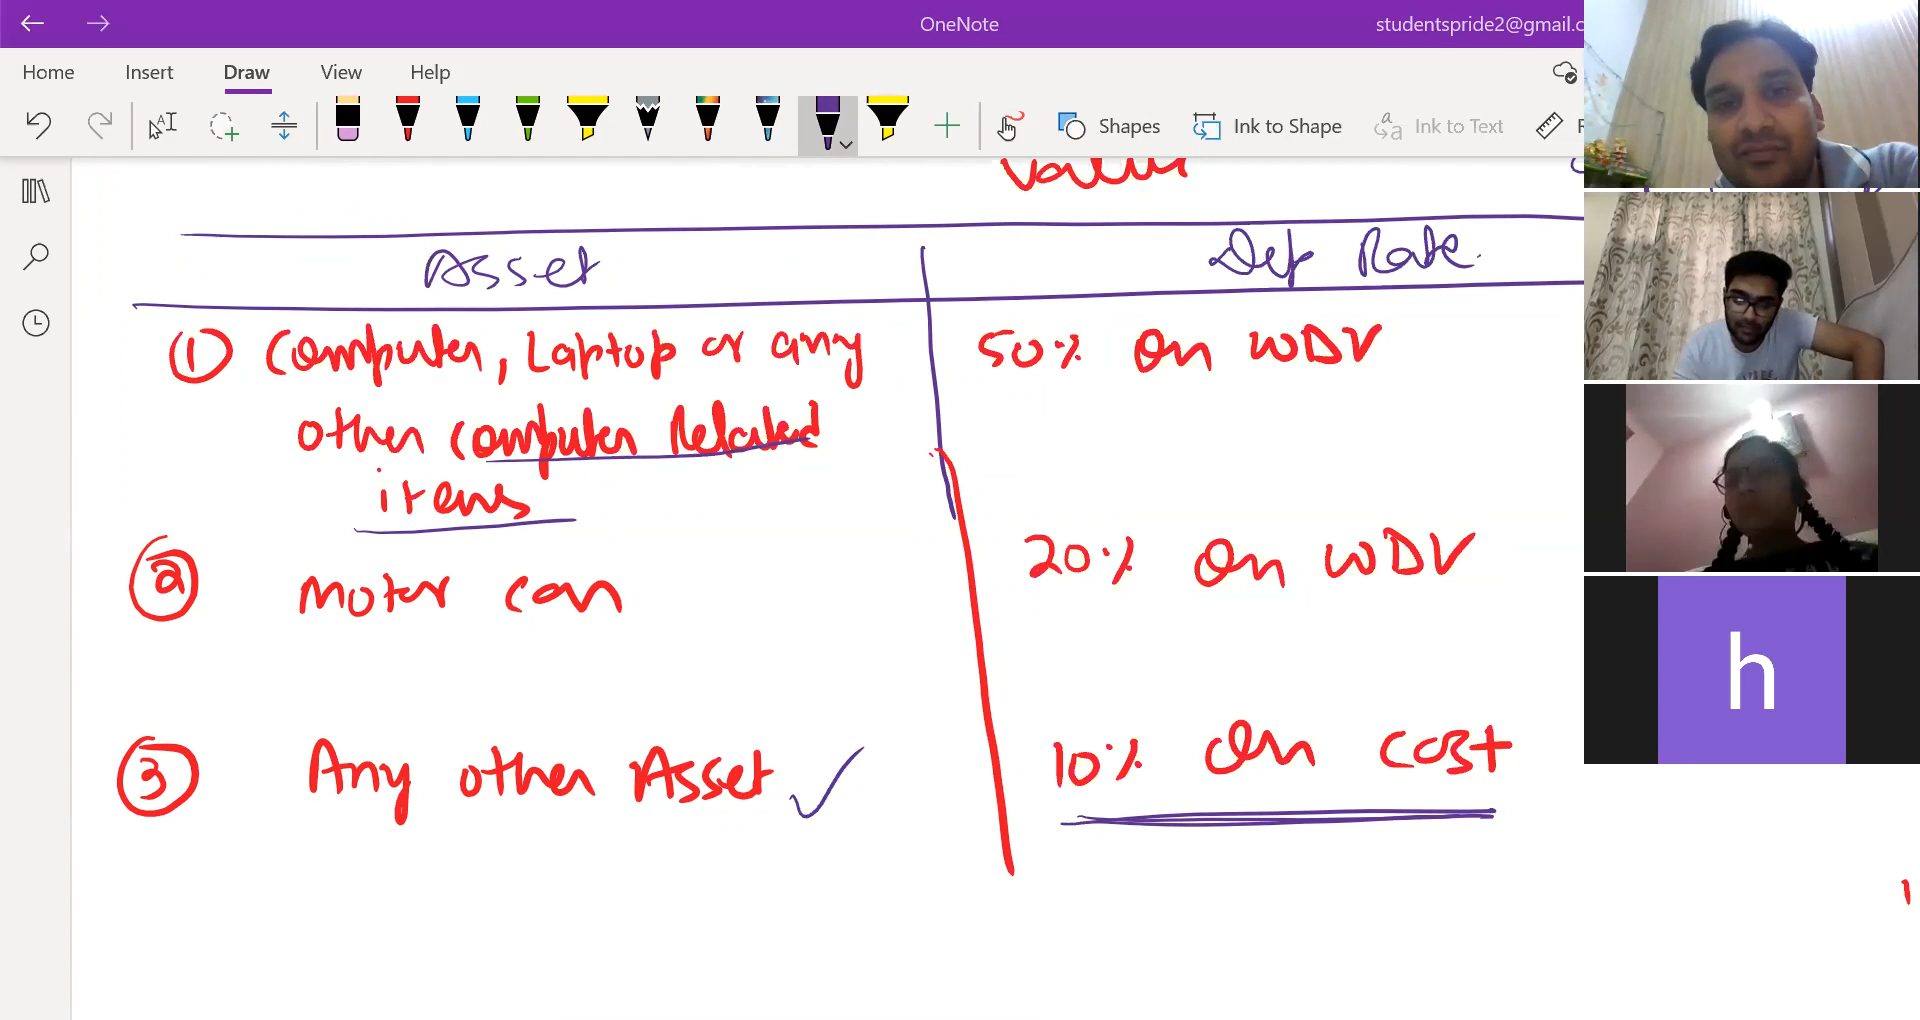 OneNote
studentspride2@gmail.c
Home Insert Draw View Help
Shapes Ink to Shape Ink to Text R
value
Asset Dep Rate.
① Computer, Laptop or any 50% on WDV
other computer Related
items
② Motor car 20% on WDV
③ Any other Asset ✓ 10% on cost
h